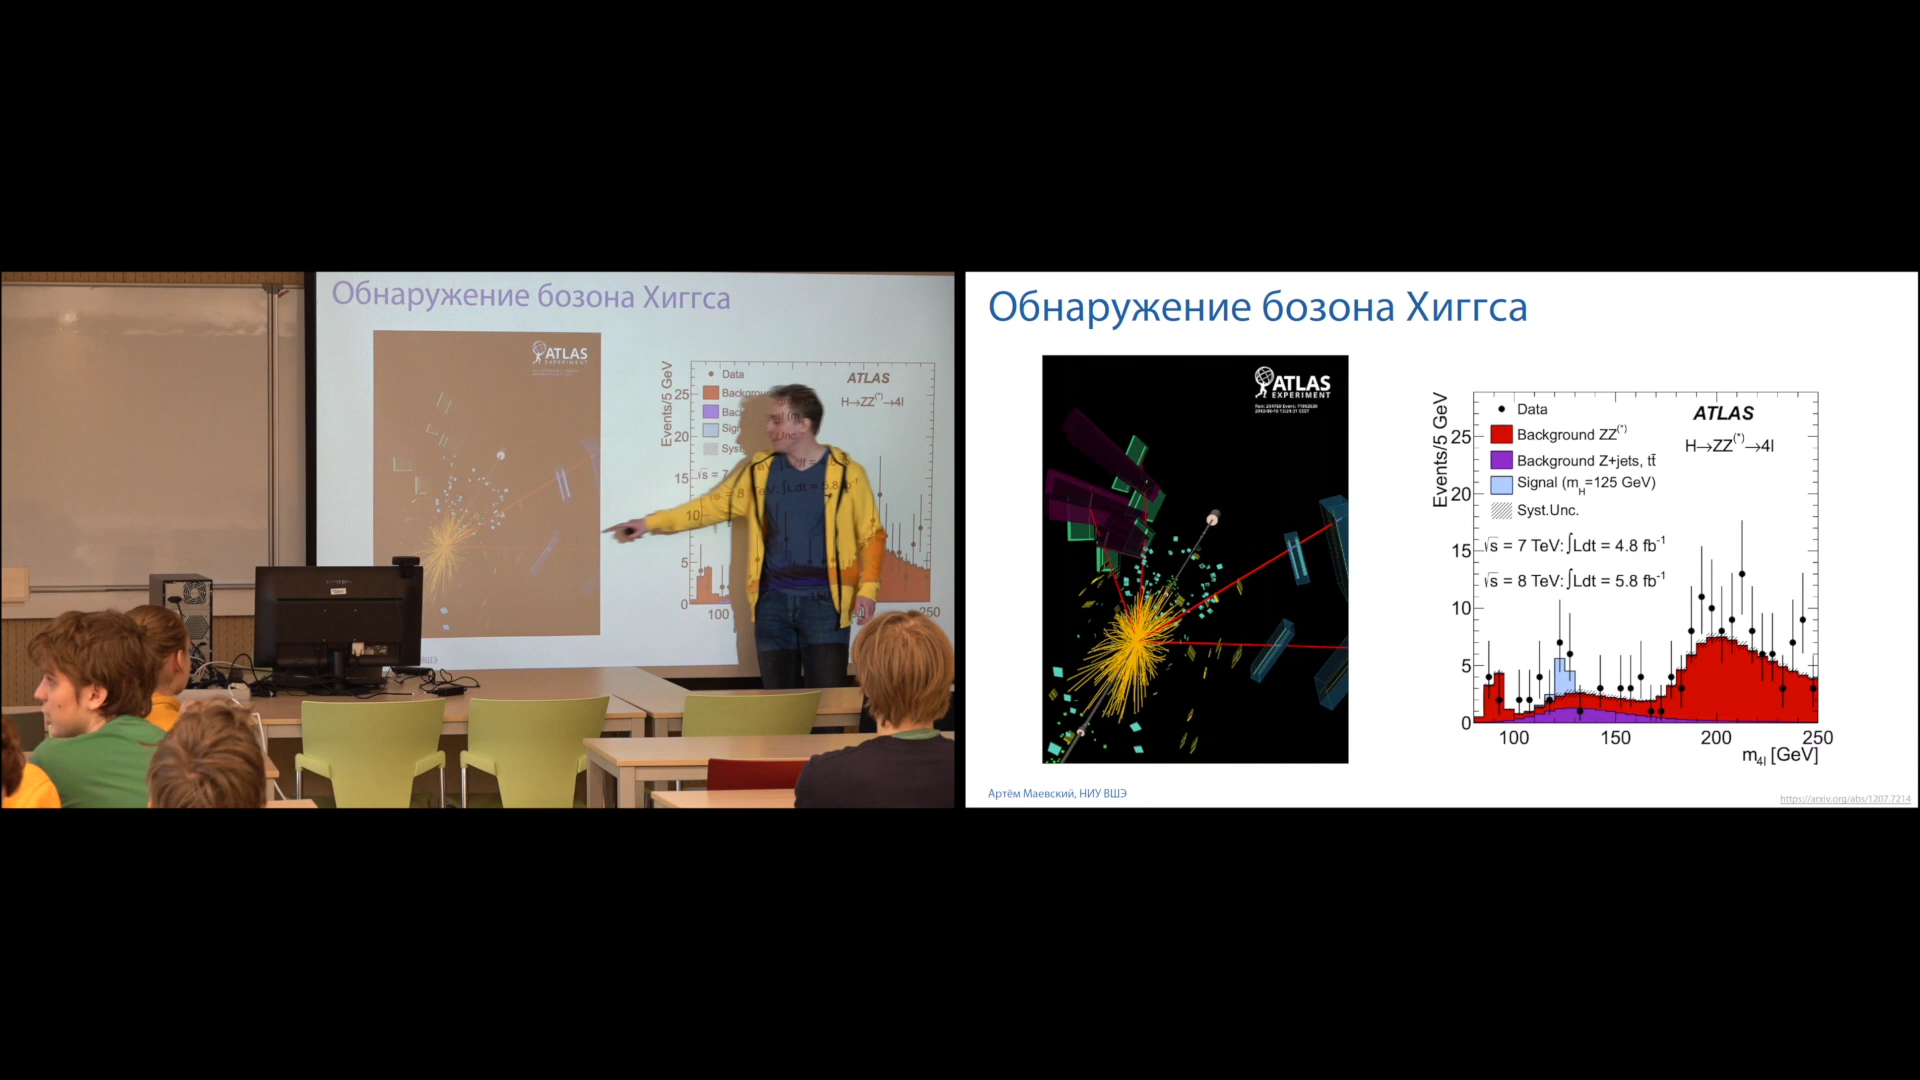 Обнаружение бозона Хиггса
ATLAS
EXPERIMENT
Events/5 GeV
Data
ATLAS
H→ZZ(*)→4l
25
20
15
10
5
0
100
250
ВШЭ
Обнаружение бозона Хиггса
ATLAS
EXPERIMENT
Events/5 GeV
Data
ATLAS
Background ZZ(*)
H→ZZ(*)→4l
Background Z+jets, tt̄
Signal (mH=125 GeV)
Syst.Unc.
√s = 7 TeV:∫Ldt = 4.8 fb-1
√s = 8 TeV:∫Ldt = 5.8 fb-1
25
20
15
10
5
0
100 150 200 250
m4l [GeV]
Артём Маевский, НИУ ВШЭ
https://arxiv.org/abs/1207.7214